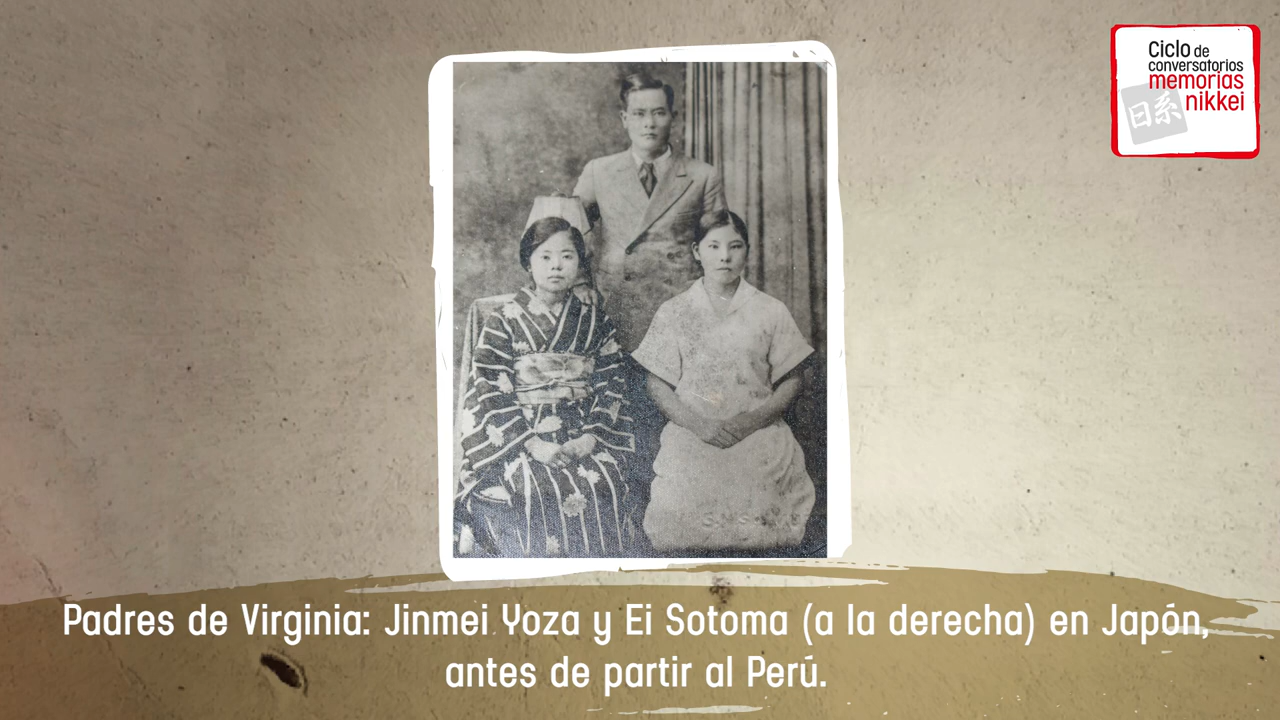 Ciclo de
conversatorios
memorias
nikkei
日系
Padres de Virginia: Jinmei Yoza y Ei Sotoma (a la derecha) en Japón,
antes de partir al Perú.